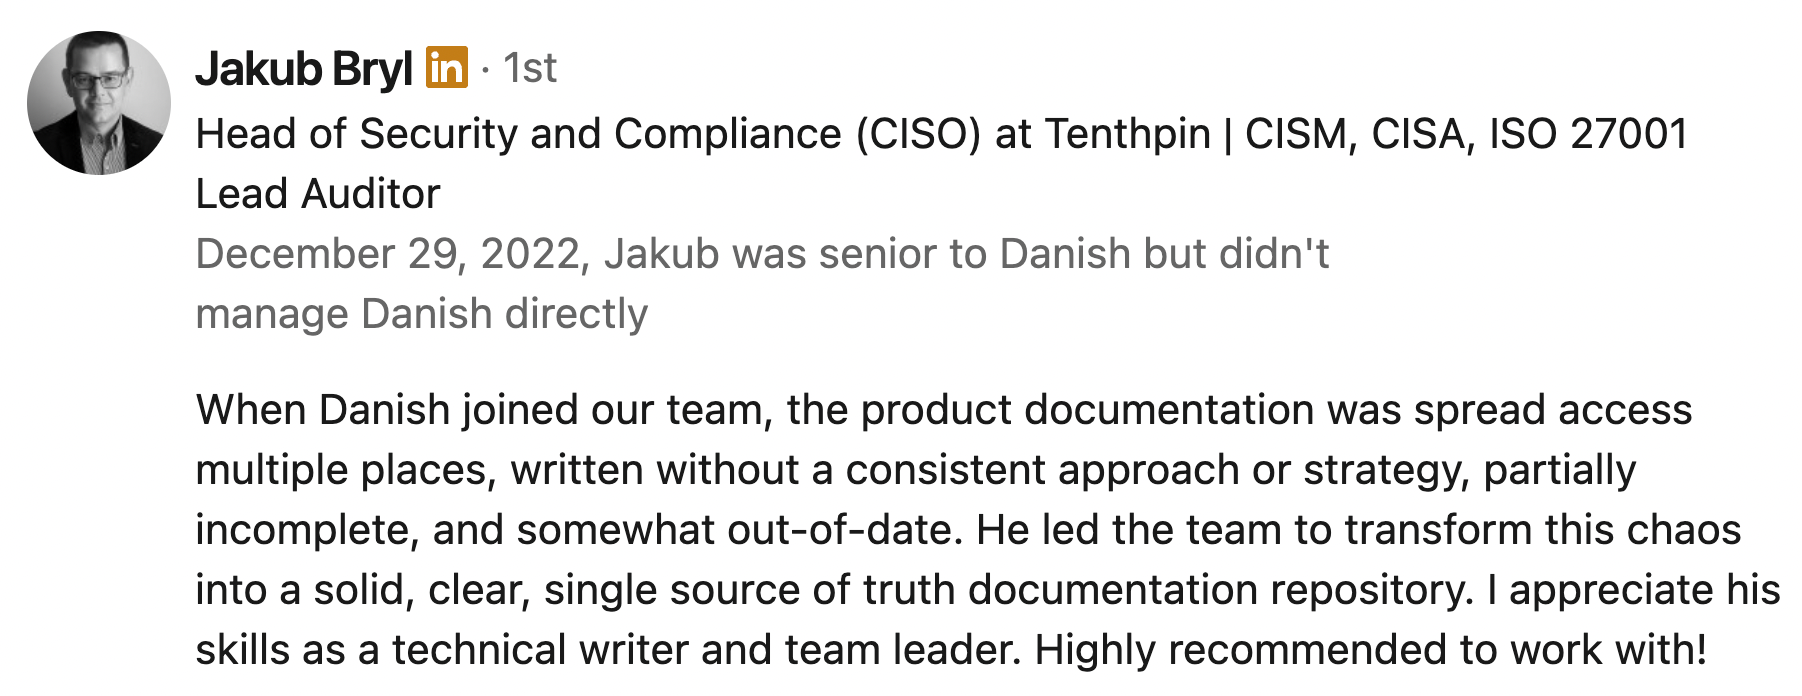 Jakub Bryl in · 1st
Head of Security and Compliance (CISO) at Tenthpin | CISM, CISA, ISO 27001
Lead Auditor
December 29, 2022, Jakub was senior to Danish but didn't
manage Danish directly
When Danish joined our team, the product documentation was spread access
multiple places, written without a consistent approach or strategy, partially
incomplete, and somewhat out-of-date. He led the team to transform this chaos
into a solid, clear, single source of truth documentation repository. I appreciate his
skills as a technical writer and team leader. Highly recommended to work with!